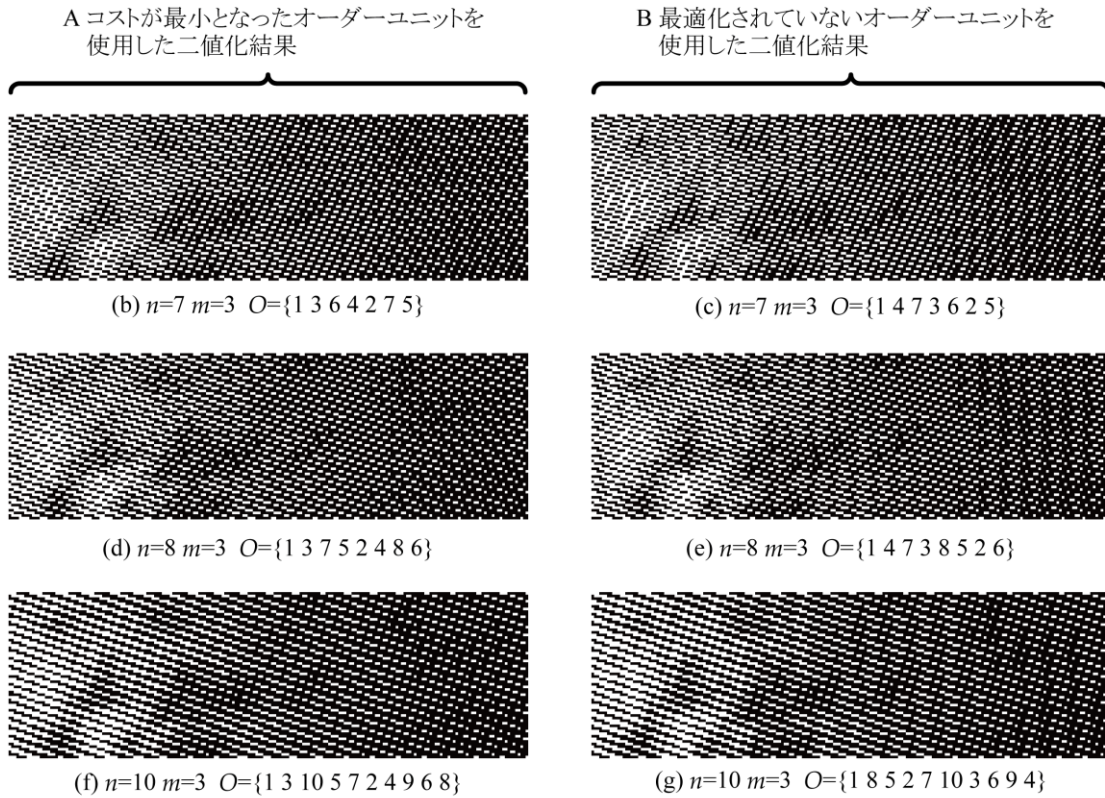 A コストが最小となったオーダーユニットを
使用した二値化結果
B 最適化されていないオーダーユニットを
使用した二値化結果
(b) n=7 m=3 O={1 3 6 4 2 7 5}
(c) n=7 m=3 O={1 4 7 3 6 2 5}
(d) n=8 m=3 O={1 3 7 5 2 4 8 6}
(e) n=8 m=3 O={1 4 7 3 8 5 2 6}
(f) n=10 m=3 O={1 3 10 5 7 2 4 9 6 8}
(g) n=10 m=3 O={1 8 5 2 7 10 3 6 9 4}